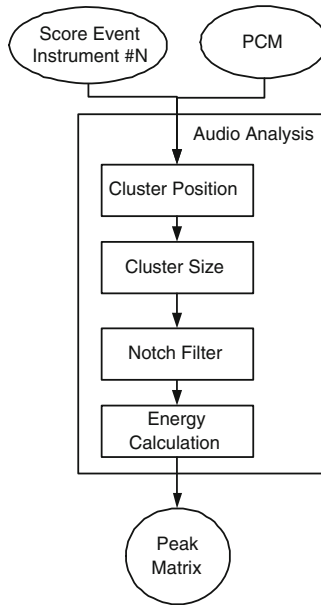 Score Event
Instrument #N
PCM
Audio Analysis
Cluster Position
Cluster Size
Notch Filter
Energy
Calculation
Peak
Matrix